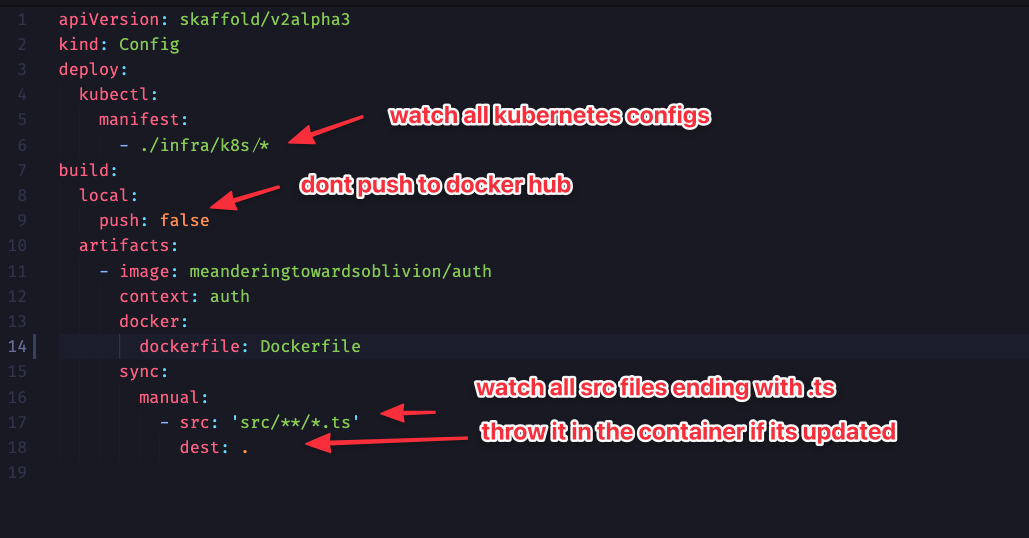 1 apiVersion: skaffold/v2alpha3
2 kind: Config
3 deploy:
4 kubectl:
5 manifest:
watch all kubernetes configs
6 - ./infra/k8s/*
7 build:
dont push to docker hub
8 local:
9 push: false
10 artifacts:
11 - image: meanderingtowardsoblivion/auth
12 context: auth
13 docker:
14 dockerfile: Dockerfile
15 sync:
watch all src files ending with .ts
16 manual:
17 - src: 'src/**/*.ts'
throw it in the container if its updated
18 dest: .
19